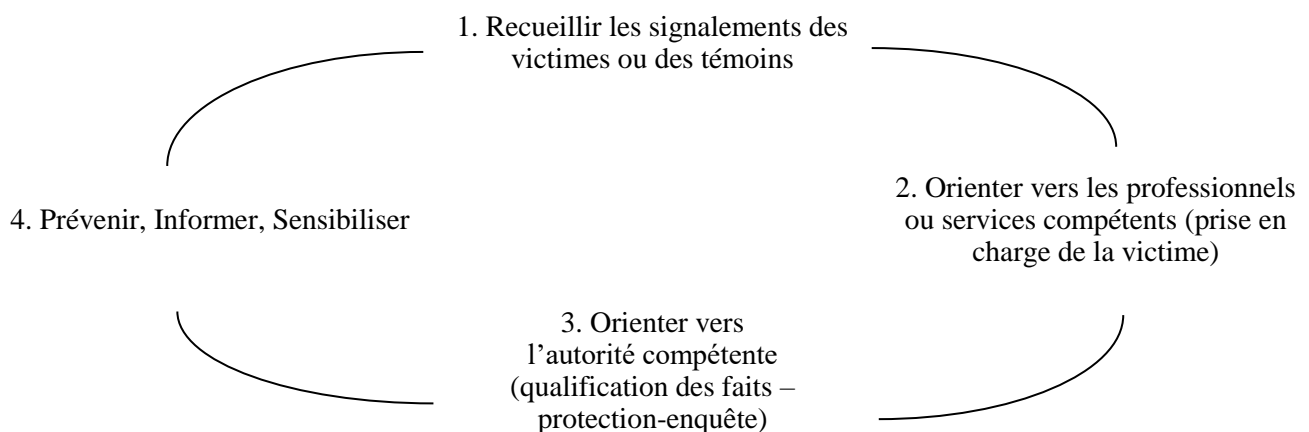 1. Recueillir les signalements des
victimes ou des témoins
2. Orienter vers les professionnels
ou services compétents (prise en
charge de la victime)
3. Orienter vers
l’autorité compétente
(qualification des faits –
protection-enquête)
4. Prévenir, Informer, Sensibiliser